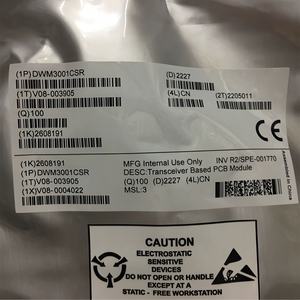 (1P)DWM3001CSR
(D)2227
(1T)V08-003905
(4L)CN
(2T)2205011
(Q)100
(1K)2608191
CE
(1K)2608191
(1P)DWM3001CSR
(1T)V08-003905
(1X)V08-0004022
MFG Internal Use Only
INV R2/SPE-001770
DESC:Transceiver Based PCB Module
(Q)100 (D)2227 (4L)CN
MSL:3
CAUTION
ELECTROSTATIC
SENSITIVE
DEVICES
DO NOT OPEN OR HANDLE
EXCEPT AT A
STATIC - FREE WORKSTATION